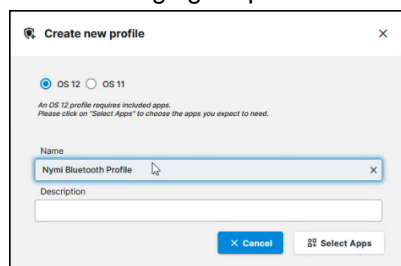 Create new profile
OS 12 OS 11
An OS 12 profile requires included apps.
Please click on "Select Apps" to choose the apps you expect to need.
Name
Nymi Bluetooth Profile
Description
Cancel Select Apps